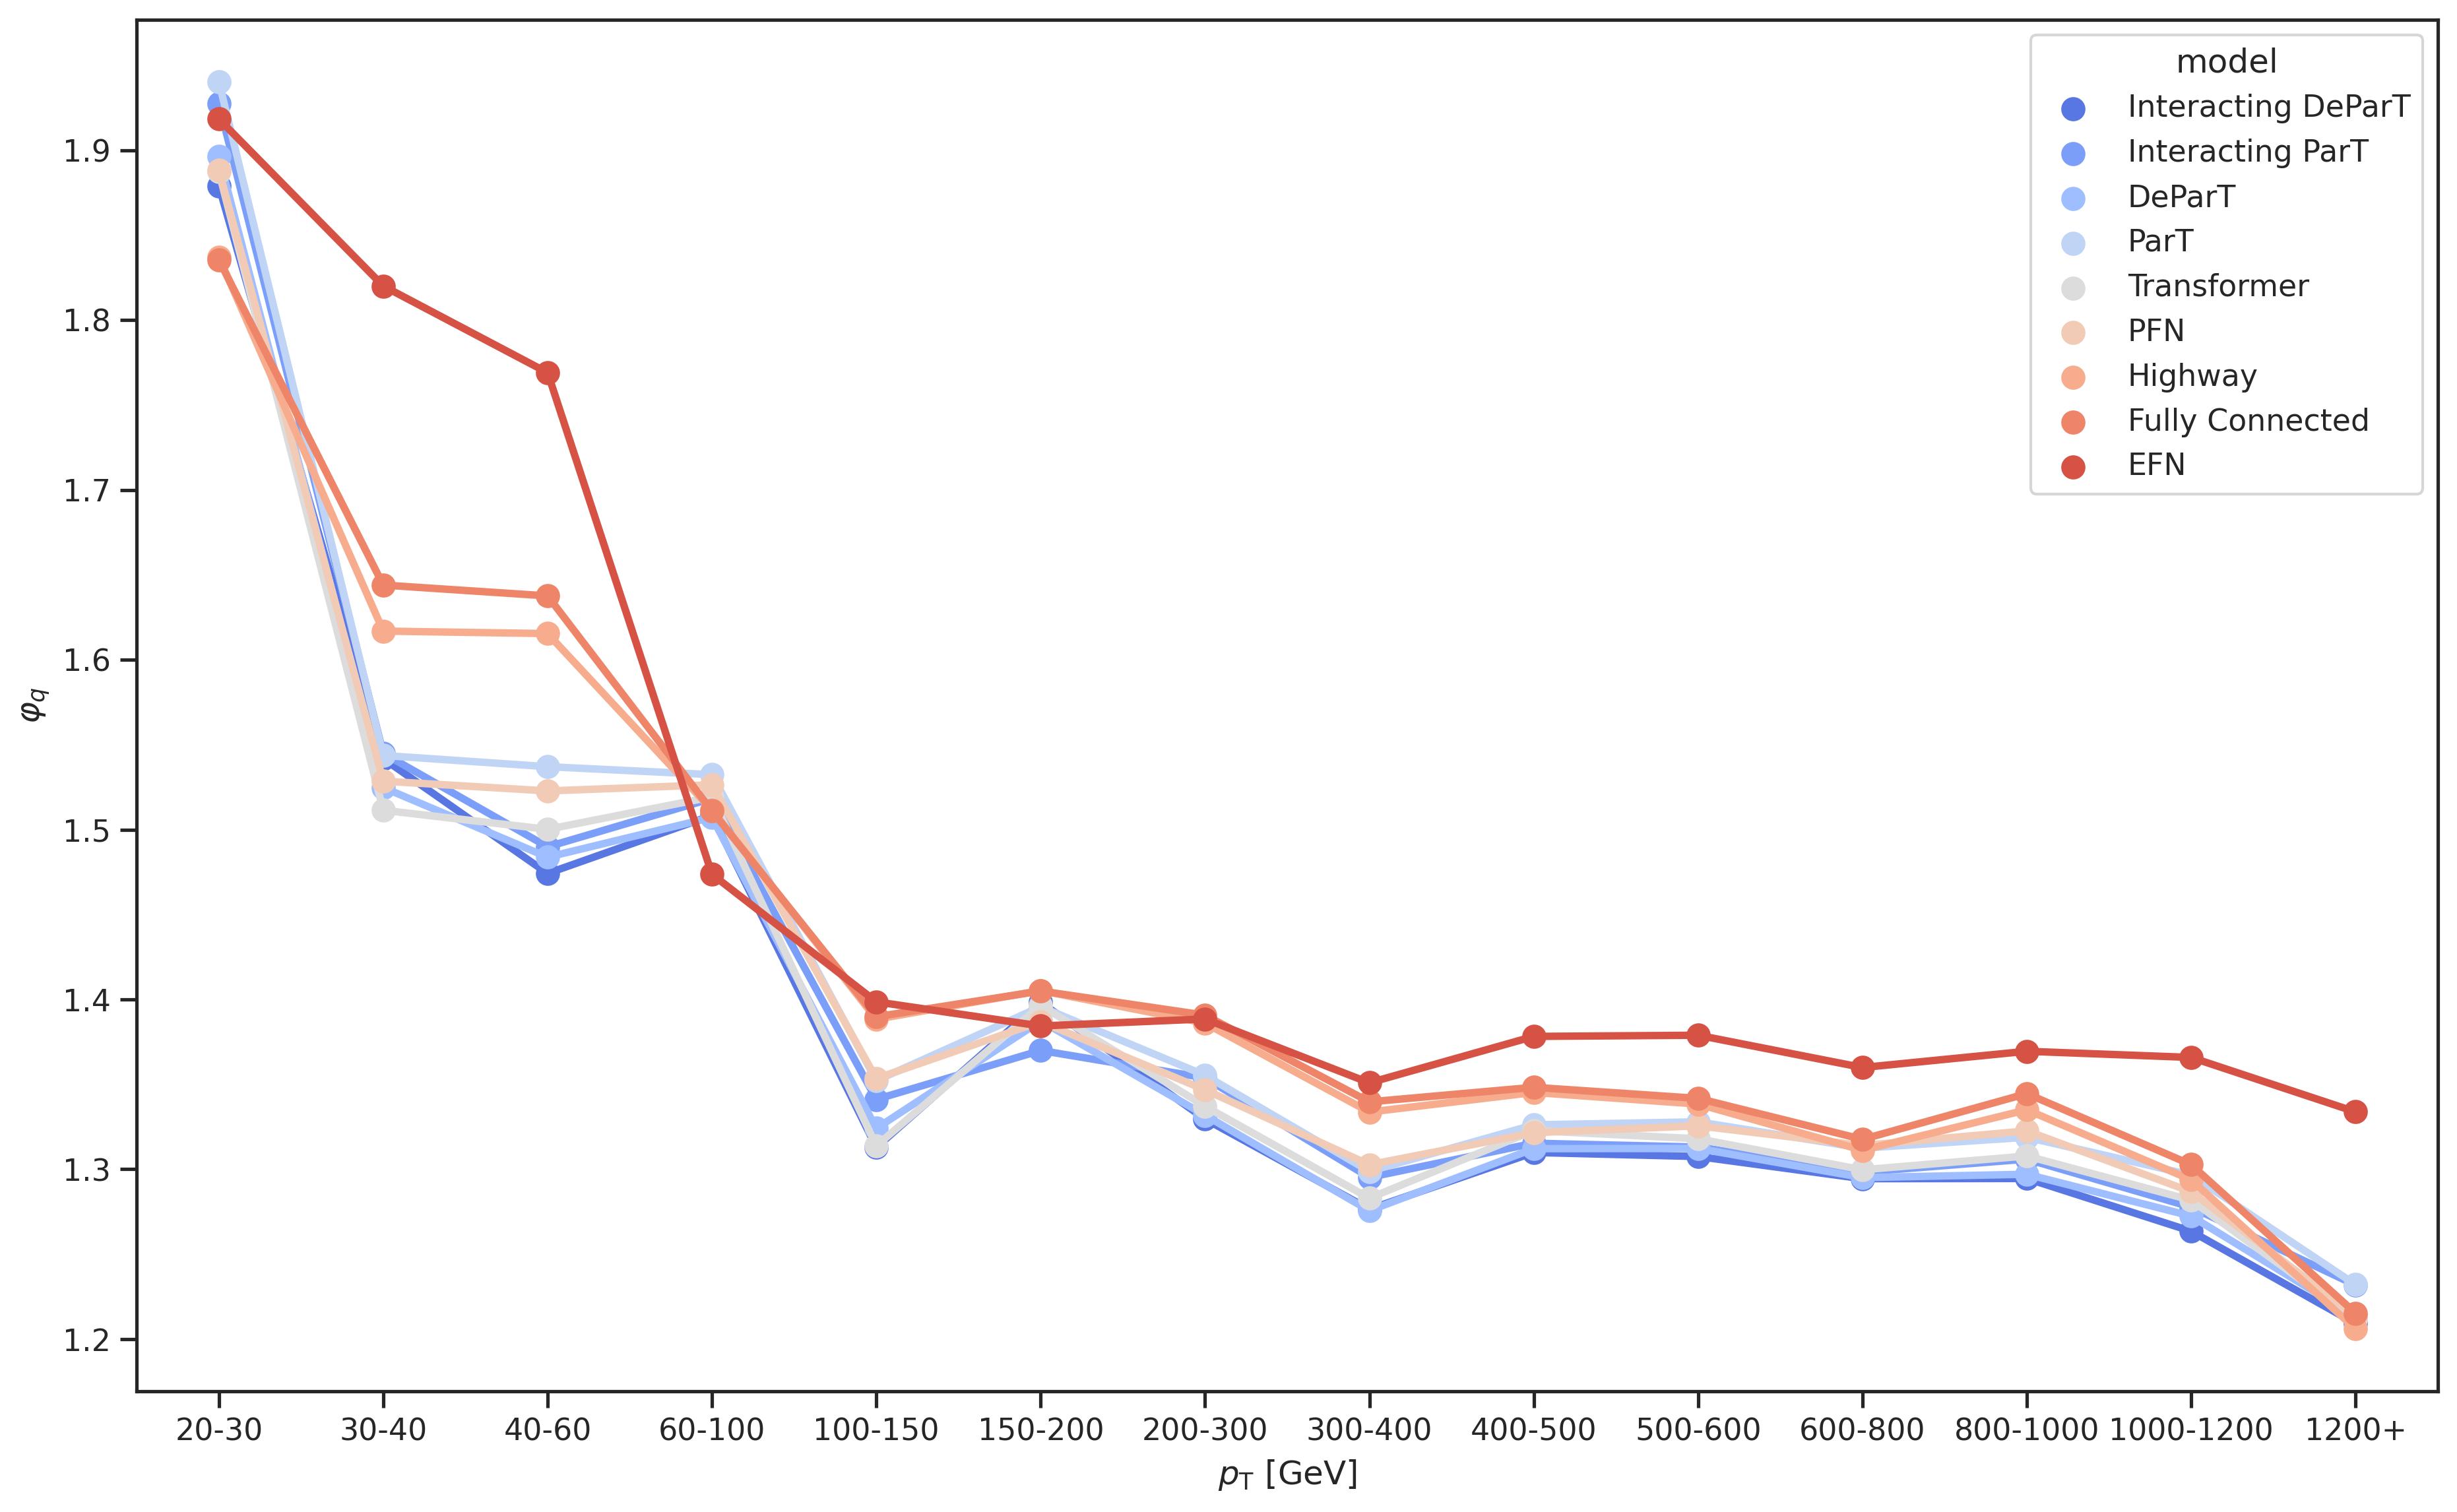 model
Interacting DeParT
Interacting ParT
DeParT
ParT
Transformer
PFN
Highway
Fully Connected
EFN
1.9
1.8
1.7
1.6
1.5
1.4
1.3
1.2
φq
20-30 30-40 40-60 60-100 100-150 150-200 200-300 300-400 400-500 500-600 600-800 800-1000 1000-1200 1200+
pT [GeV]